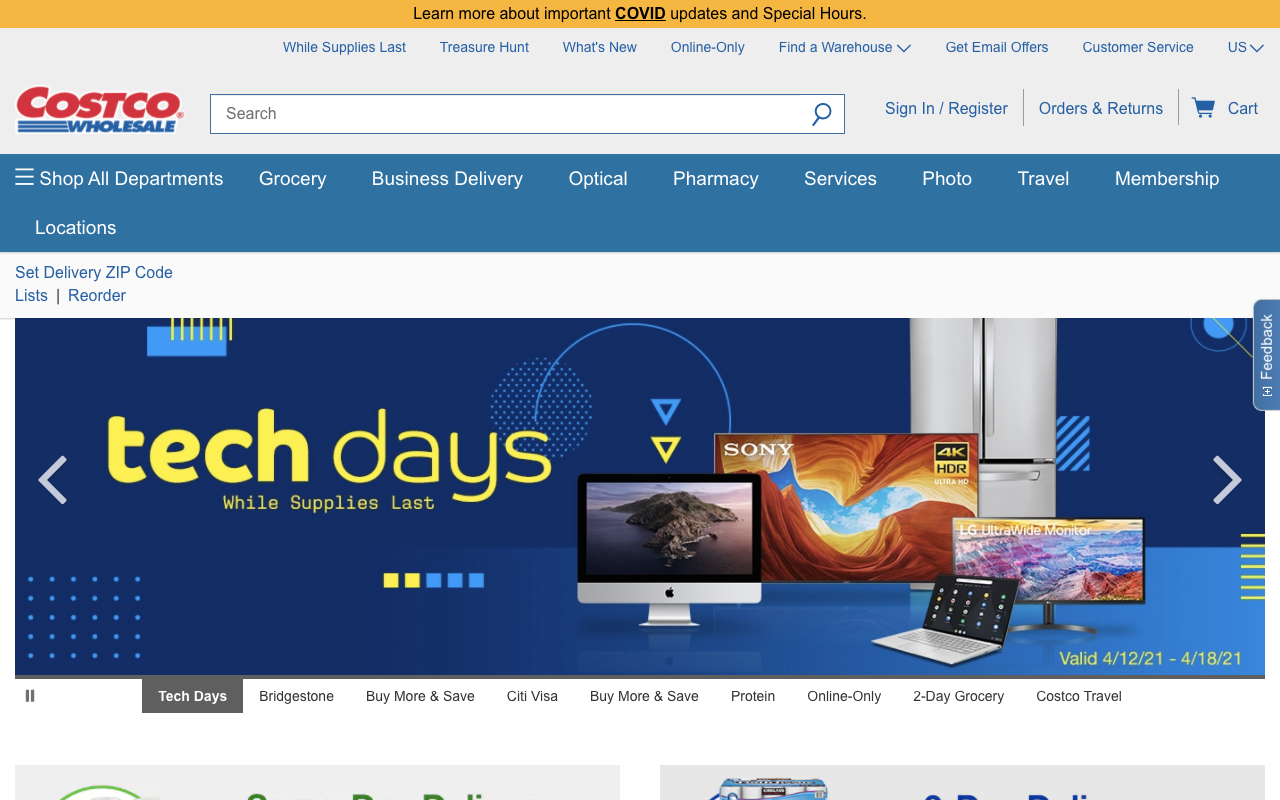 Learn more about important COVID updates and Special Hours.
While Supplies Last Treasure Hunt What's New Online-Only Find a Warehouse Get Email Offers Customer Service US
COSTCO WHOLESALE
Search
Sign In / Register Orders & Returns Cart
Shop All Departments Grocery Business Delivery Optical Pharmacy Services Photo Travel Membership
Locations
Set Delivery ZIP Code
Lists | Reorder
Feedback
tech days
While Supplies Last
SONY
4K
HDR
ULTRA HD
LG UltraWide Monitor
Valid 4/12/21 - 4/18/21
Tech Days Bridgestone Buy More & Save Citi Visa Buy More & Save Protein Online-Only 2-Day Grocery Costco Travel
KIRKLAND